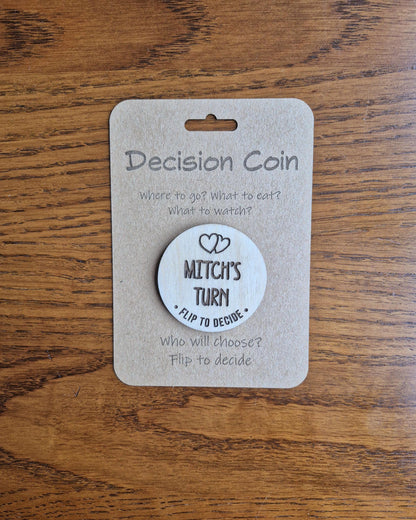 Decision Coin
Where to go? What to eat?
What to watch?
MITCH'S
TURN
• FLIP TO DECIDE •
Who will choose?
Flip to decide